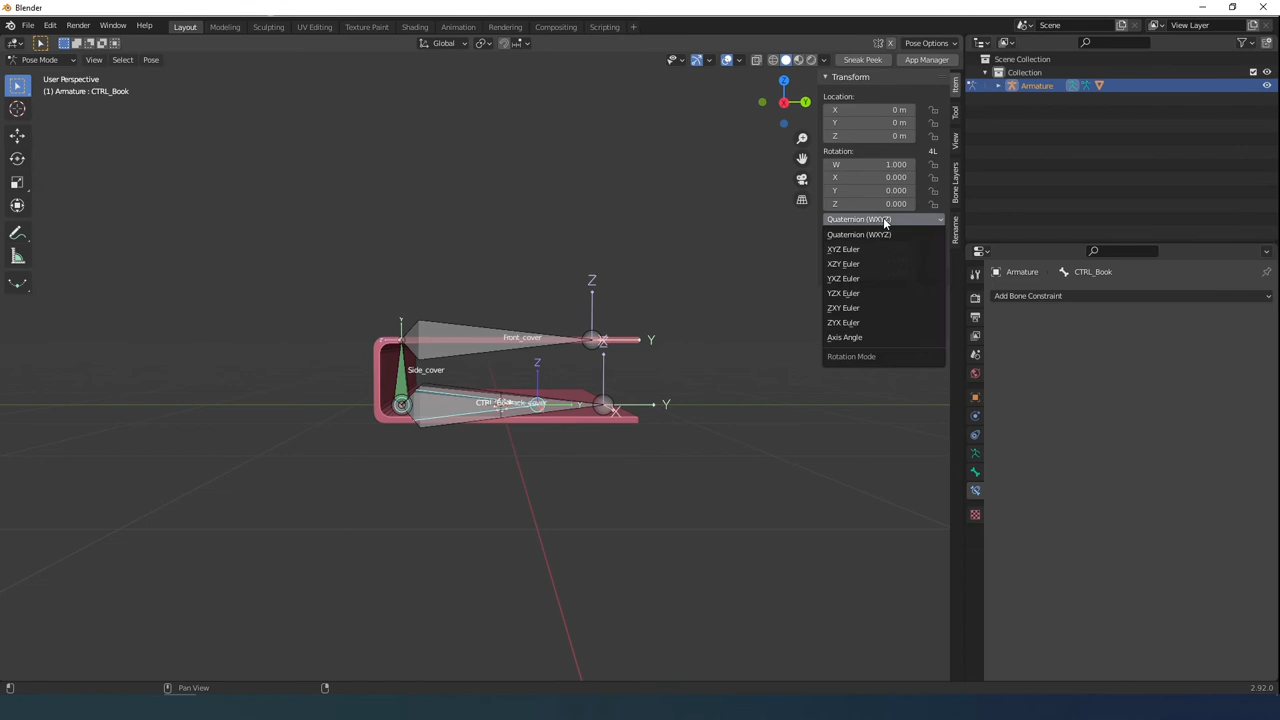 Blender
File Edit Render Window Help
Layout Modeling Sculpting UV Editing Texture Paint Shading Animation Rendering Compositing Scripting
Scene
View Layer
Global
X
Pose Options
Pose Mode
View Select Pose
Sneak Peek
App Manager
User Perspective
(1) Armature : CTRL_Book
Z
X
Y
Transform
Location:
X 0 m
Y 0 m
Z 0 m
Rotation: 4L
W 1.000
X 0.000
Y 0.000
Z 0.000
Quaternion (WXYZ)
Quaternion (WXYZ)
XYZ Euler
XZY Euler
YXZ Euler
YZX Euler
ZXY Euler
ZYX Euler
Axis Angle
Rotation Mode
Item
Tool
View
Bone Layers
Rename
Scene Collection
Collection
Armature
Armature
CTRL_Book
Add Bone Constraint
Z
Y
Front_cover
X
Y
Side_cover
Z
Z
Y
Y
X
Pan View
2.92.0